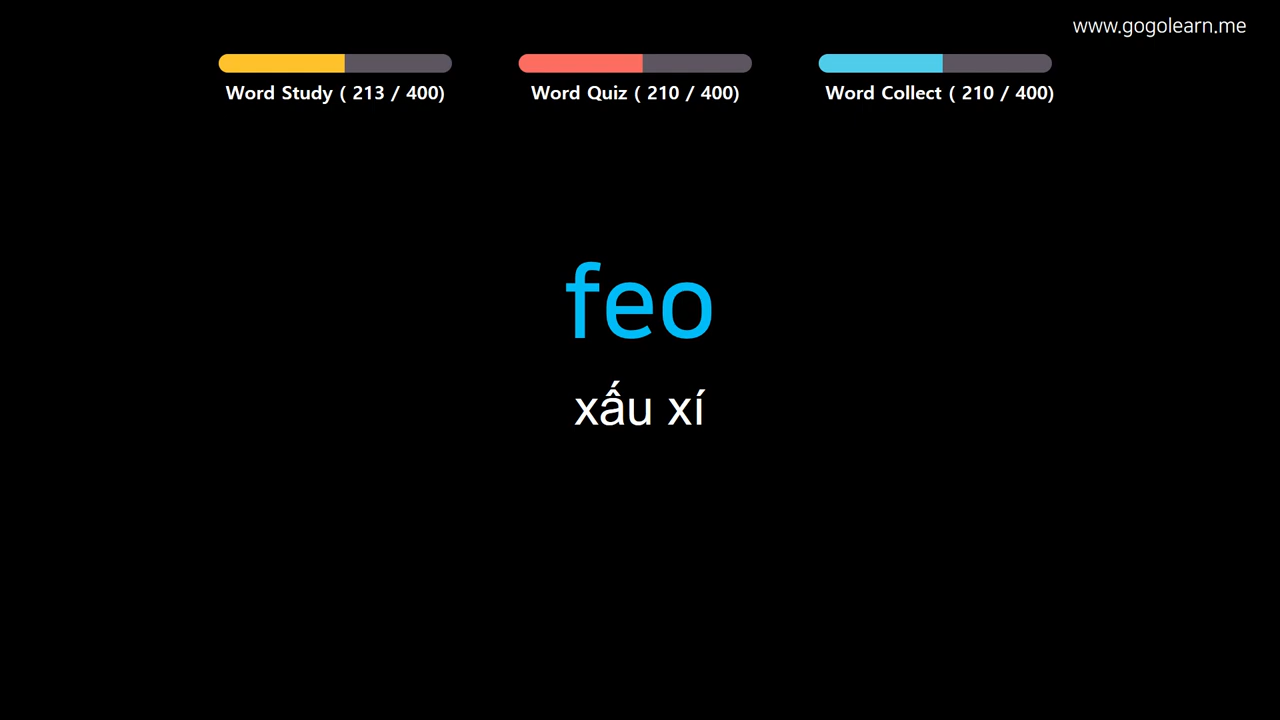 www.gogolearn.me
Word Study ( 213 / 400)
Word Quiz ( 210 / 400)
Word Collect ( 210 / 400)
feo
xấu xí